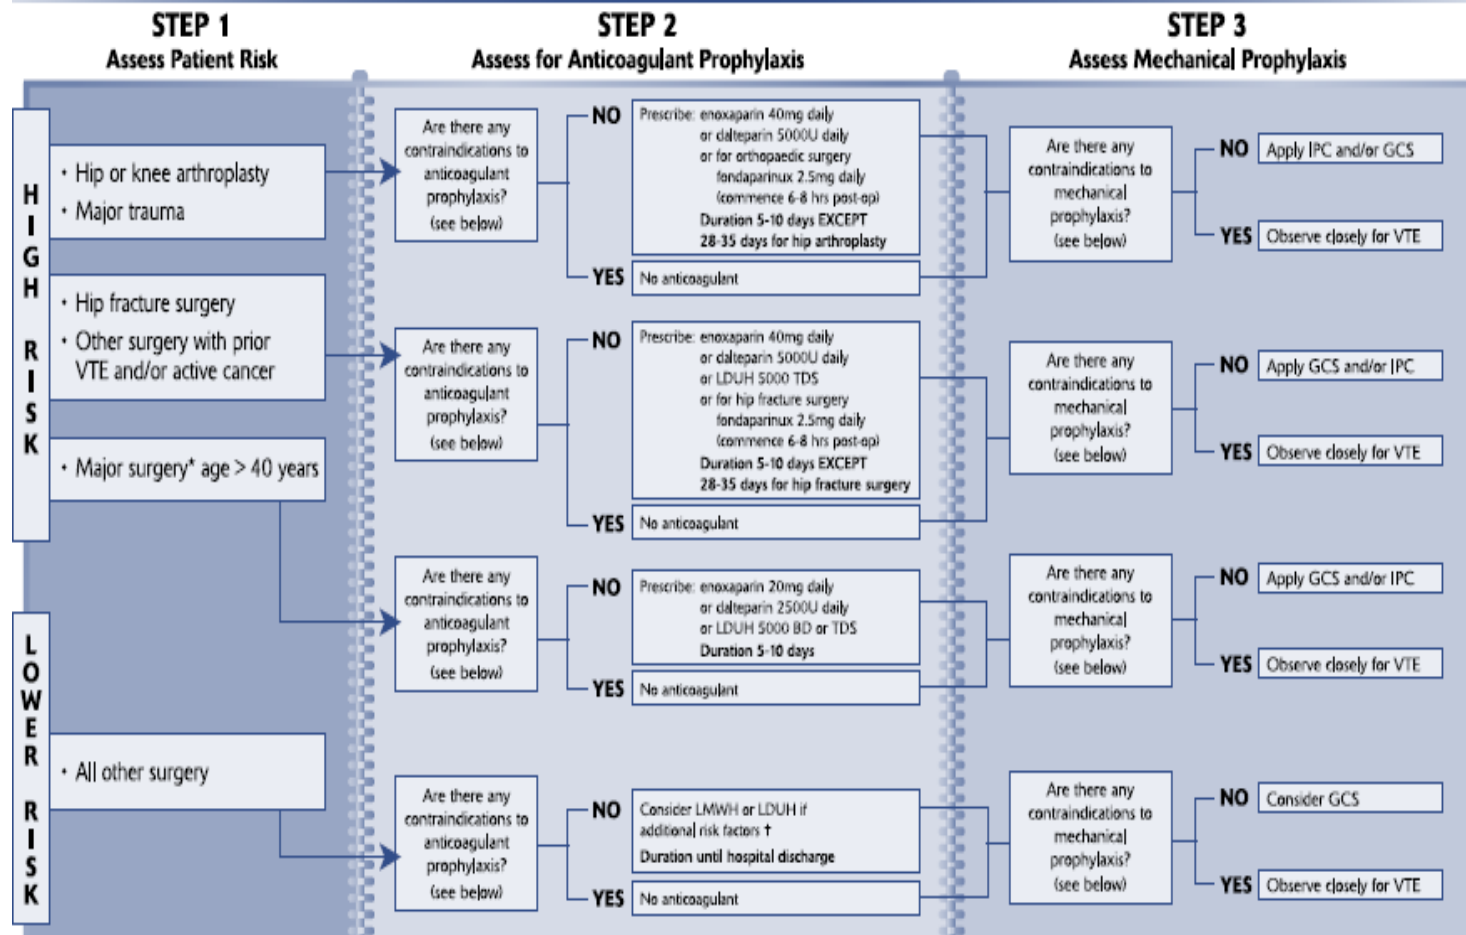 STEP 1
Assess Patient Risk
STEP 2
Assess for Anticoagulant Prophylaxis
STEP 3
Assess Mechanical Prophylaxis
HIGH RISK
• Hip or knee arthroplasty
• Major trauma
Are there any
contraindications to
anticoagulant
prophylaxis?
(see below)
NO
Prescribe: enoxaparin 40mg daily
or dalteparin 5000U daily
or for orthopaedic surgery
fondaparinux 2.5mg daily
(commence 6-8 hrs post-op)
Duration 5-10 days EXCEPT
28-35 days for hip arthroplasty
YES
No anticoagulant
Are there any
contraindications to
mechanical
prophylaxis?
(see below)
NO
Apply IPC and/or GCS
YES
Observe closely for VTE
• Hip fracture surgery
• Other surgery with prior
VTE and/or active cancer
Are there any
contraindications to
anticoagulant
prophylaxis?
(see below)
NO
Prescribe: enoxaparin 40mg daily
or dalteparin 5000U daily
or LDUH 5000 TDS
or for hip fracture surgery
fondaparinux 2.5mg daily
(commence 6-8 hrs post-op)
Duration 5-10 days EXCEPT
28-35 days for hip fracture surgery
YES
No anticoagulant
Are there any
contraindications to
mechanical
prophylaxis?
(see below)
NO
Apply GCS and/or IPC
YES
Observe closely for VTE
• Major surgery* age > 40 years
Are there any
contraindications to
anticoagulant
prophylaxis?
(see below)
NO
Prescribe: enoxaparin 20mg daily
or dalteparin 2500U daily
or LDUH 5000 BD or TDS
Duration 5-10 days
YES
No anticoagulant
Are there any
contraindications to
mechanical
prophylaxis?
(see below)
NO
Apply GCS and/or IPC
YES
Observe closely for VTE
LOWER RISK
• All other surgery
Are there any
contraindications to
anticoagulant
prophylaxis?
(see below)
NO
Consider LMWH or LDUH if
additional risk factors †
Duration until hospital discharge
YES
No anticoagulant
Are there any
contraindications to
mechanical
prophylaxis?
(see below)
NO
Consider GCS
YES
Observe closely for VTE